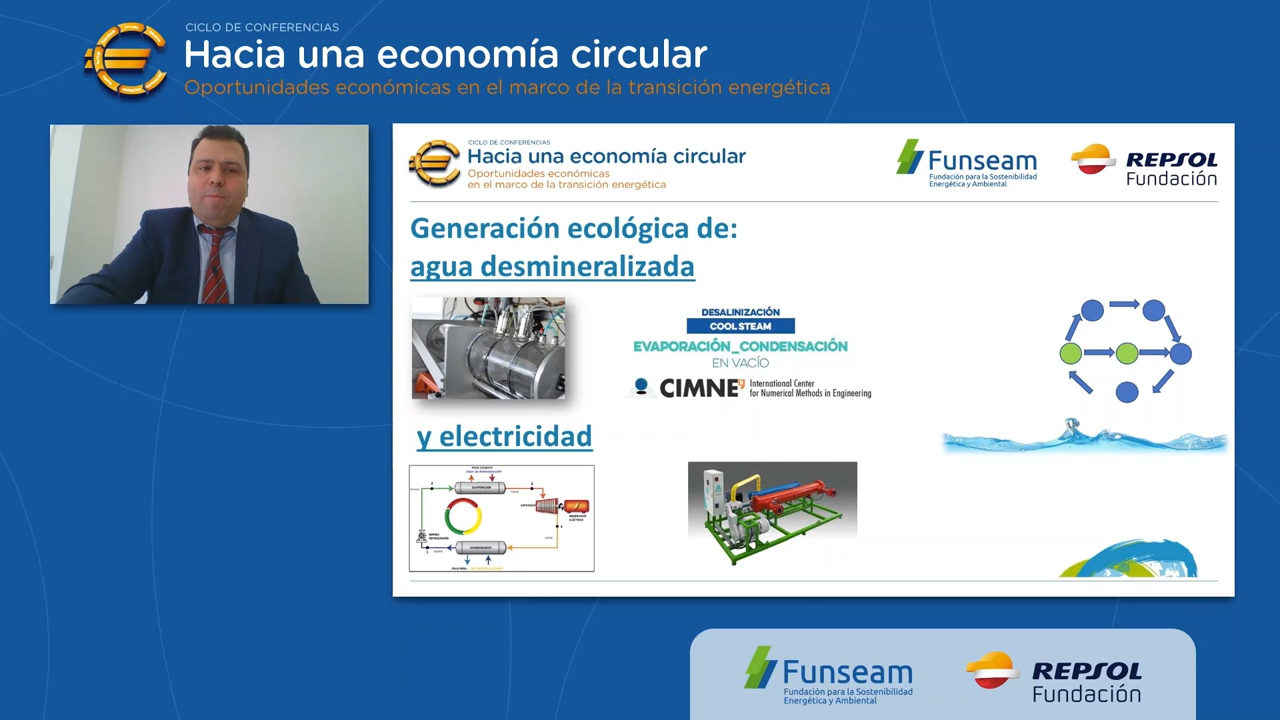 CICLO DE CONFERENCIAS
Hacia una economía circular
Oportunidades económicas en el marco de la transición energética
CICLO DE CONFERENCIAS
Hacia una economía circular
Oportunidades económicas
en el marco de la transición energética
Funseam
Fundación para la Sostenibilidad
Energética y Ambiental
REPSOL
Fundación
Generación ecológica de:
agua desmineralizada
DESALINIZACIÓN
COOL STEAM
EVAPORACIÓN_CONDENSACIÓN
EN VACÍO
CIMNE
International Center
for Numerical Methods in Engineering
y electricidad
Funseam
Fundación para la Sostenibilidad
Energética y Ambiental
REPSOL
Fundación